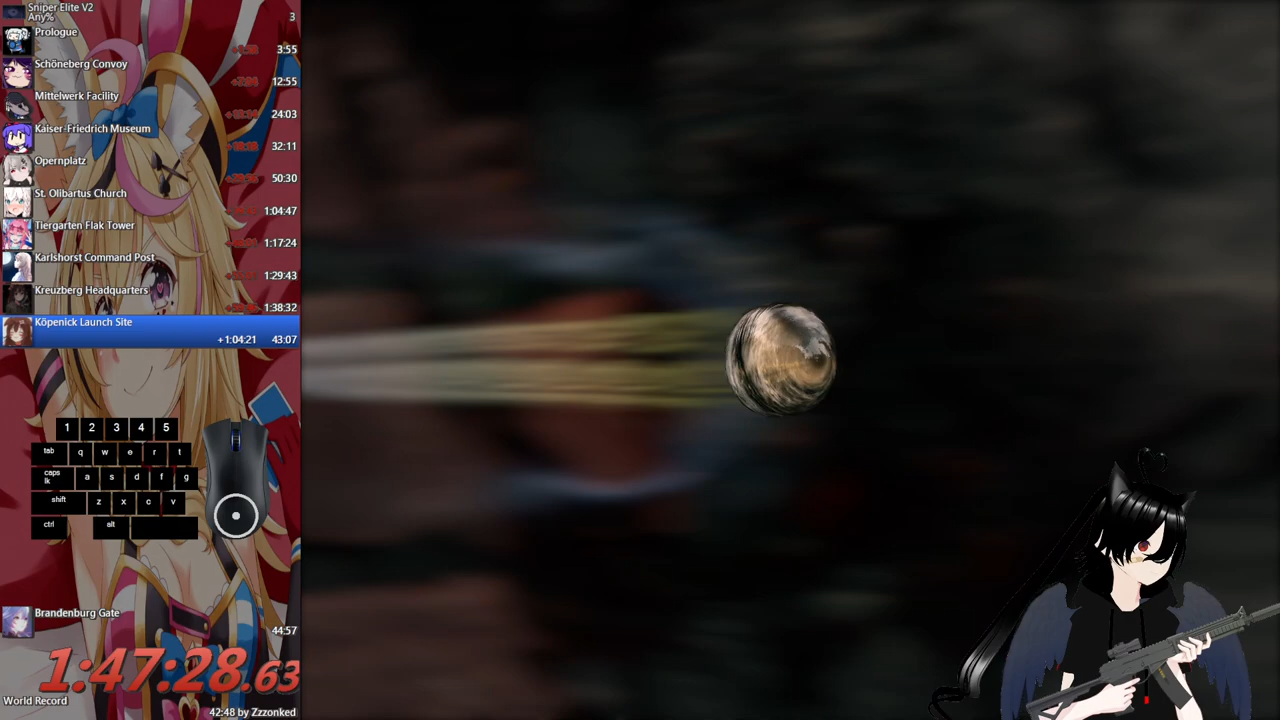 Sniper Elite V2
Any%
3
Prologue
3:55
Schöneberg Convoy
12:55
Mittelwerk Facility
24:03
Kaiser-Friedrich Museum
32:11
Opernplatz
50:30
St. Olibartus Church
1:04:47
Tiergarten Flak Tower
1:17:24
Karlshorst Command Post
1:29:43
Kreuzberg Headquarters
1:38:32
Köpenick Launch Site
+1:04:21 43:07
1 2 3 4 5
tab q w e r t
caps lk a s d f g
shift z x c v
ctrl alt
Brandenburg Gate
44:57
1:47:28.63
World Record
42:48 by Zzzonked